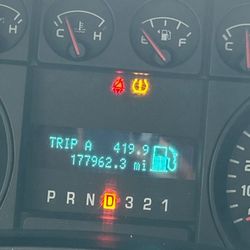 C H E F
TRIP A 419.9
177962.3 mi
P R N D 3 2 1